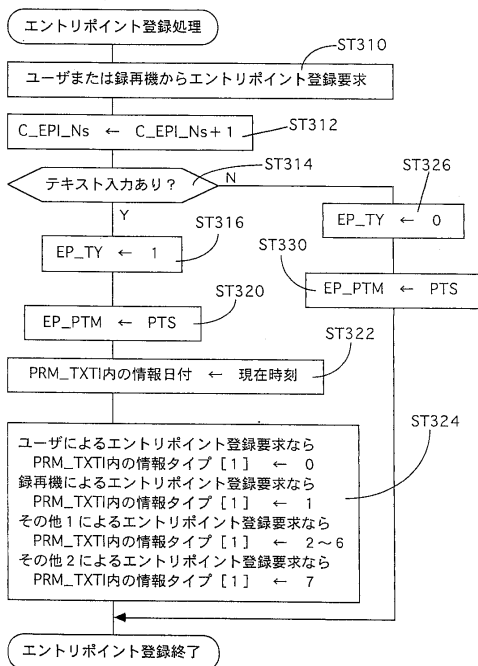 エントリポイント登録処理
ST310
ユーザまたは録再機からエントリポイント登録要求
C_EPI_Ns ← C_EPI_Ns+1
ST312
ST314
テキスト入力あり?
N
ST326
Y
ST316
EP_TY ← 0
EP_TY ← 1
ST330
EP_PTM ← PTS
ST320
EP_PTM ← PTS
ST322
PRM_TXTI内の情報日付 ← 現在時刻
ST324
ユーザによるエントリポイント登録要求なら
PRM_TXTI内の情報タイプ[1] ← 0
録再機によるエントリポイント登録要求なら
PRM_TXTI内の情報タイプ[1] ← 1
その他1によるエントリポイント登録要求なら
PRM_TXTI内の情報タイプ[1] ← 2〜6
その他2によるエントリポイント登録要求なら
PRM_TXTI内の情報タイプ[1] ← 7
エントリポイント登録終了